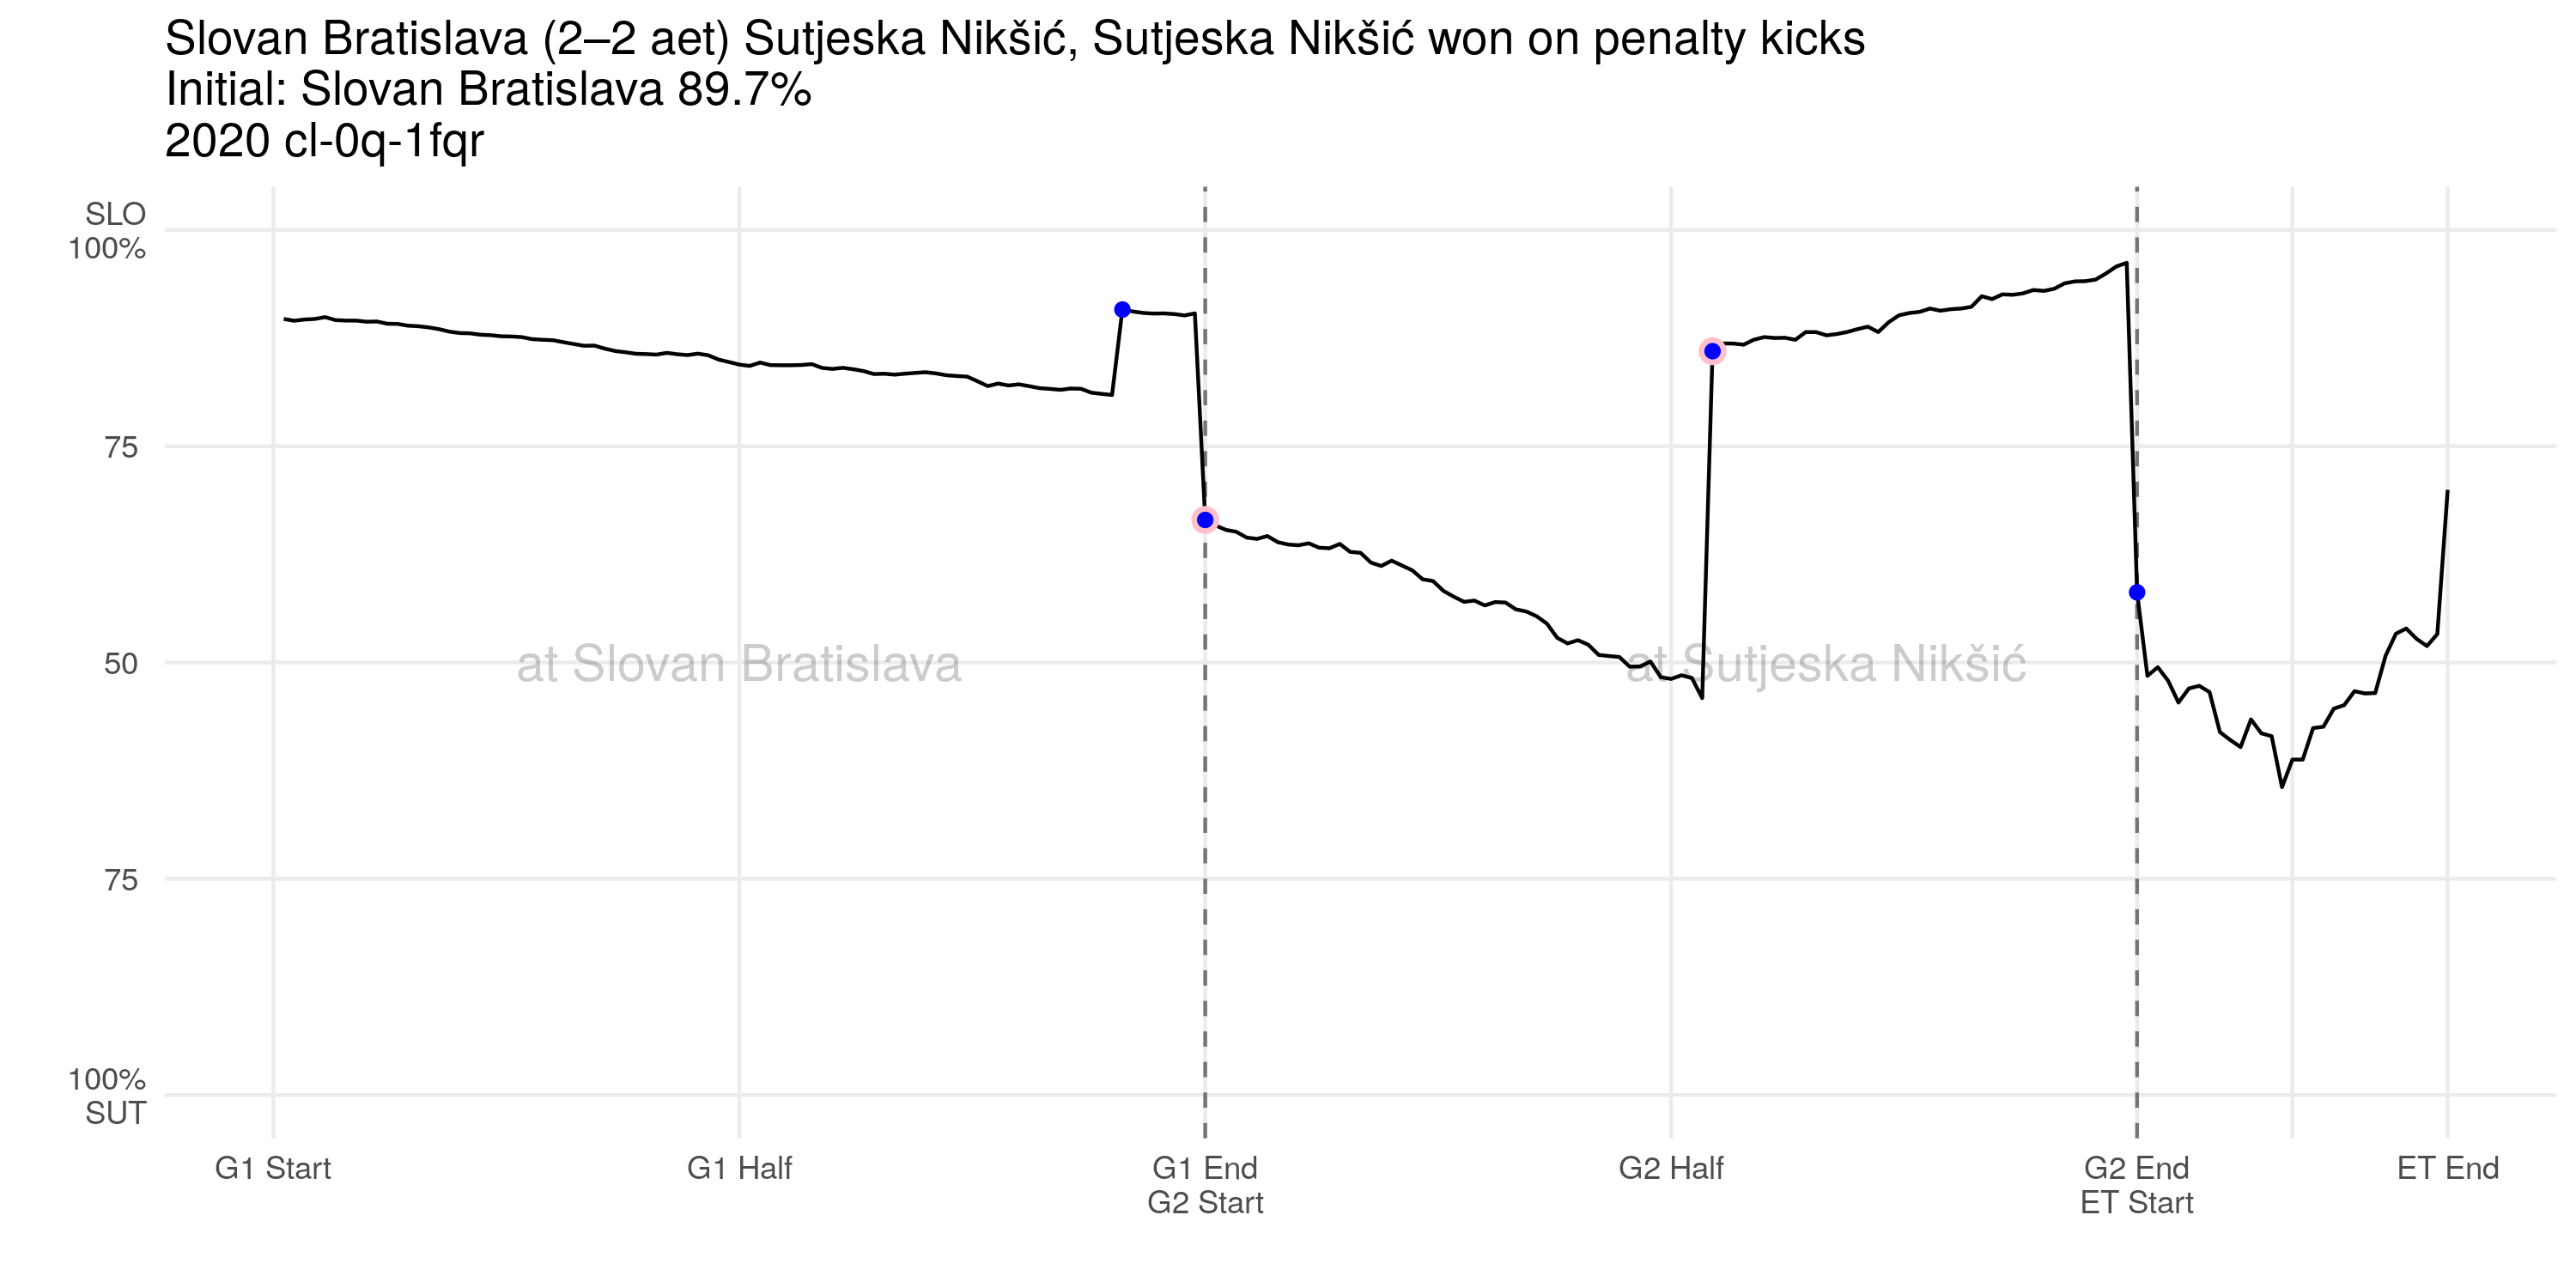 Slovan Bratislava (2–2 aet) Sutjeska Nikšić, Sutjeska Nikšić won on penalty kicks
Initial: Slovan Bratislava 89.7%
2020 cl-0q-1fqr
SLO
100%
75
50
75
100%
SUT
at Slovan Bratislava
at Sutjeska Nikšić
G1 Start
G1 Half
G1 End
G2 Start
G2 Half
G2 End
ET Start
ET End